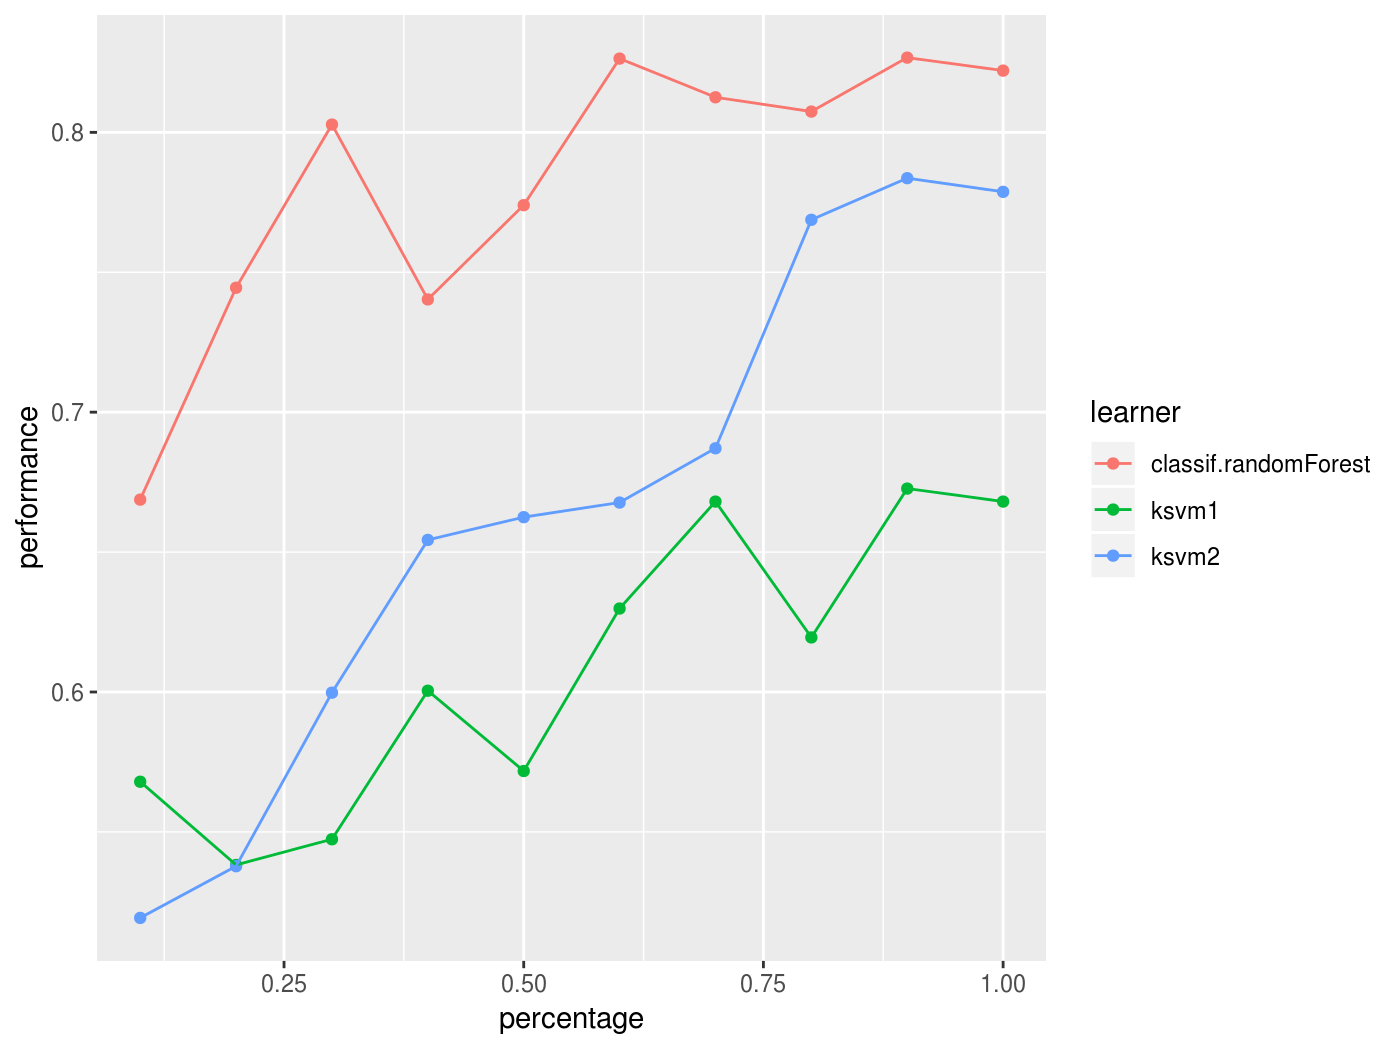 0.8
0.7
0.6
performance
0.25
0.50
0.75
1.00
percentage
learner
classif.randomForest
ksvm1
ksvm2